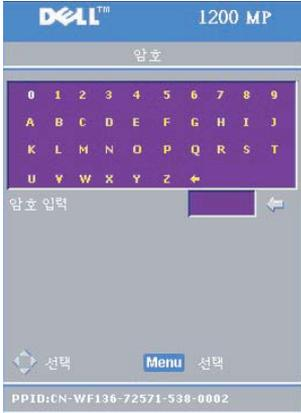 DELL™ 1200 MP
암호
0 1 2 3 4 5 6 7 8 9
A B C D E F G H I J
K L M N O P Q R S T
U V W X Y Z ←
암호 입력 ⇦
선택 Menu 선택
PPID:CN-WF136-72571-538-0002